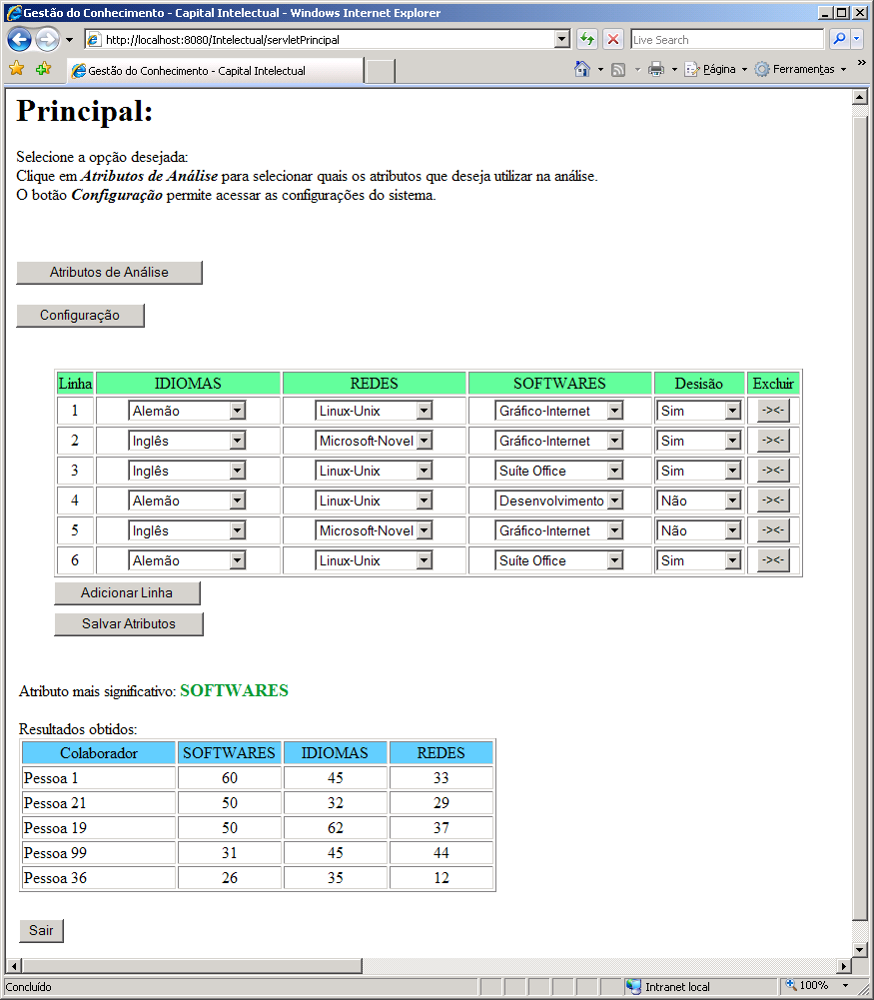 Gestão do Conhecimento - Capital Intelectual - Windows Internet Explorer
http://localhost:8080/Intelectual/servletPrincipal
Live Search
Gestão do Conhecimento - Capital Intelectual
Página
Ferramentas
»
Principal:
Selecione a opção desejada:
Clique em Atributos de Análise para selecionar quais os atributos que deseja utilizar na análise.
O botão Configuração permite acessar as configurações do sistema.
Atributos de Análise
Configuração
Linha IDIOMAS REDES SOFTWARES Desisão Excluir
1 Alemão Linux-Unix Gráfico-Internet Sim -><-
2 Inglês Microsoft-Novel Gráfico-Internet Sim -><-
3 Inglês Linux-Unix Suíte Office Sim -><-
4 Alemão Linux-Unix Desenvolvimento Não -><-
5 Inglês Microsoft-Novel Gráfico-Internet Não -><-
6 Alemão Linux-Unix Suíte Office Sim -><-
Adicionar Linha
Salvar Atributos
Atributo mais significativo: SOFTWARES
Resultados obtidos:
Colaborador SOFTWARES IDIOMAS REDES
Pessoa 1 60 45 33
Pessoa 21 50 32 29
Pessoa 19 50 62 37
Pessoa 99 31 45 44
Pessoa 36 26 35 12
Sair
Concluído Intranet local 100%